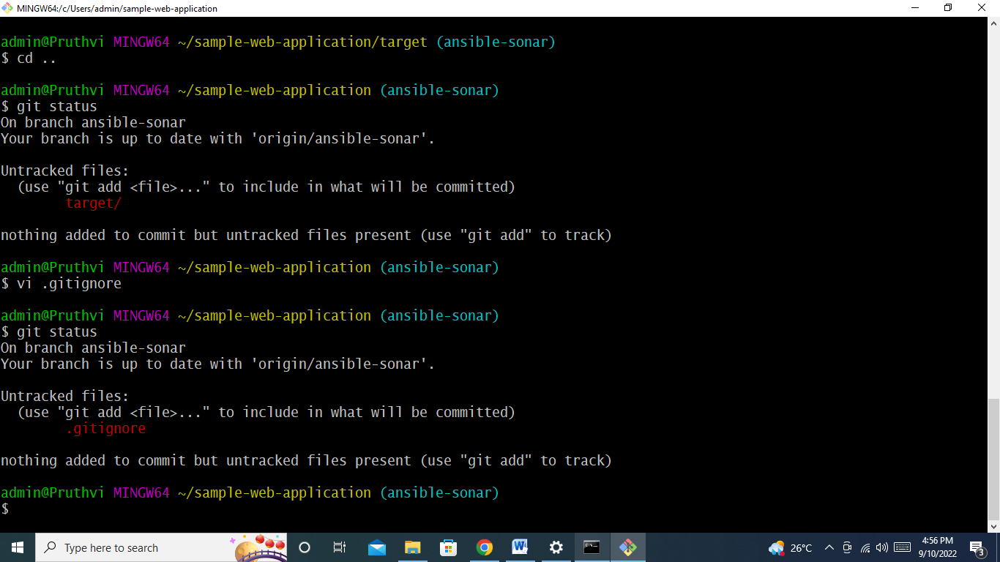 MINGW64:/c/Users/admin/sample-web-application
admin@Pruthvi MINGW64 ~/sample-web-application/target (ansible-sonar)
$ cd ..
admin@Pruthvi MINGW64 ~/sample-web-application (ansible-sonar)
$ git status
On branch ansible-sonar
Your branch is up to date with 'origin/ansible-sonar'.
Untracked files:
  (use "git add <file>..." to include in what will be committed)
        target/
nothing added to commit but untracked files present (use "git add" to track)
admin@Pruthvi MINGW64 ~/sample-web-application (ansible-sonar)
$ vi .gitignore
admin@Pruthvi MINGW64 ~/sample-web-application (ansible-sonar)
$ git status
On branch ansible-sonar
Your branch is up to date with 'origin/ansible-sonar'.
Untracked files:
  (use "git add <file>..." to include in what will be committed)
        .gitignore
nothing added to commit but untracked files present (use "git add" to track)
admin@Pruthvi MINGW64 ~/sample-web-application (ansible-sonar)
$
Type here to search
26°C
4:56 PM
9/10/2022
3